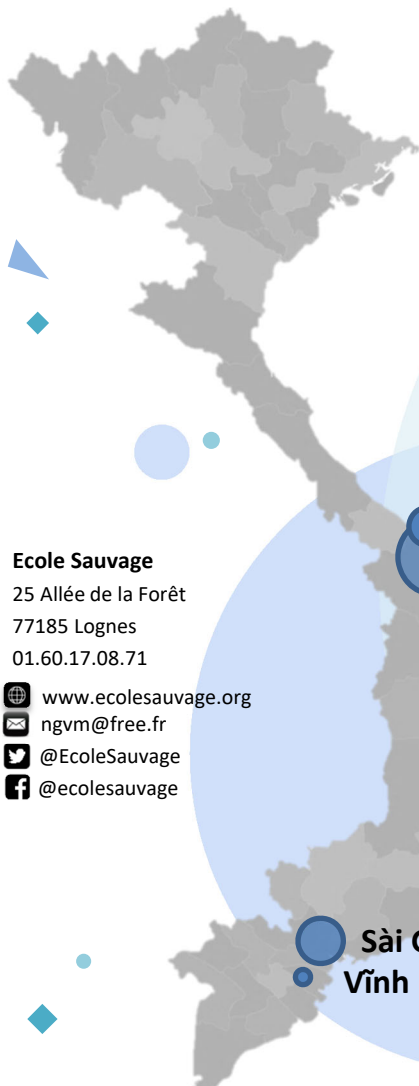 Ecole Sauvage
25 Allée de la Forêt
77185 Lognes
01.60.17.08.71
www.ecolesauvage.org
ngvm@free.fr
@EcoleSauvage
@ecolesauvage
Sài
Vĩnh